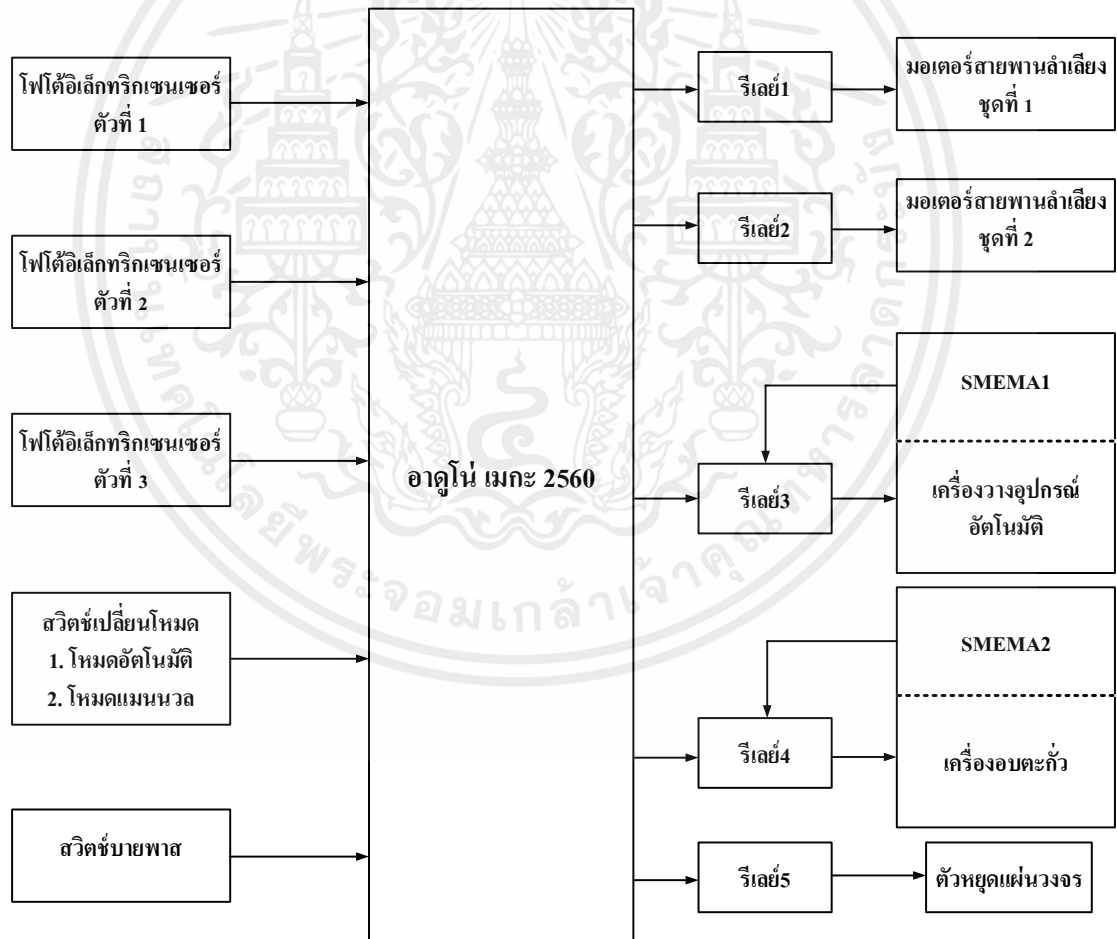 โฟโต้อิเล็กทริกเซนเซอร์
ตัวที่ 1
โฟโต้อิเล็กทริกเซนเซอร์
ตัวที่ 2
โฟโต้อิเล็กทริกเซนเซอร์
ตัวที่ 3
สวิตช์เปลี่ยนโหมด
1. โหมดอัตโนมัติ
2. โหมดแมนนวล
สวิตช์บายพาส
อาดูโน่ เมกะ 2560
รีเลย์1
มอเตอร์สายพานลำเลียง
ชุดที่ 1
รีเลย์2
มอเตอร์สายพานลำเลียง
ชุดที่ 2
SMEMA1
รีเลย์3
เครื่องวางอุปกรณ์
อัตโนมัติ
SMEMA2
รีเลย์4
เครื่องอบตะกั่ว
รีเลย์5
ตัวหยุดแผ่นวงจร